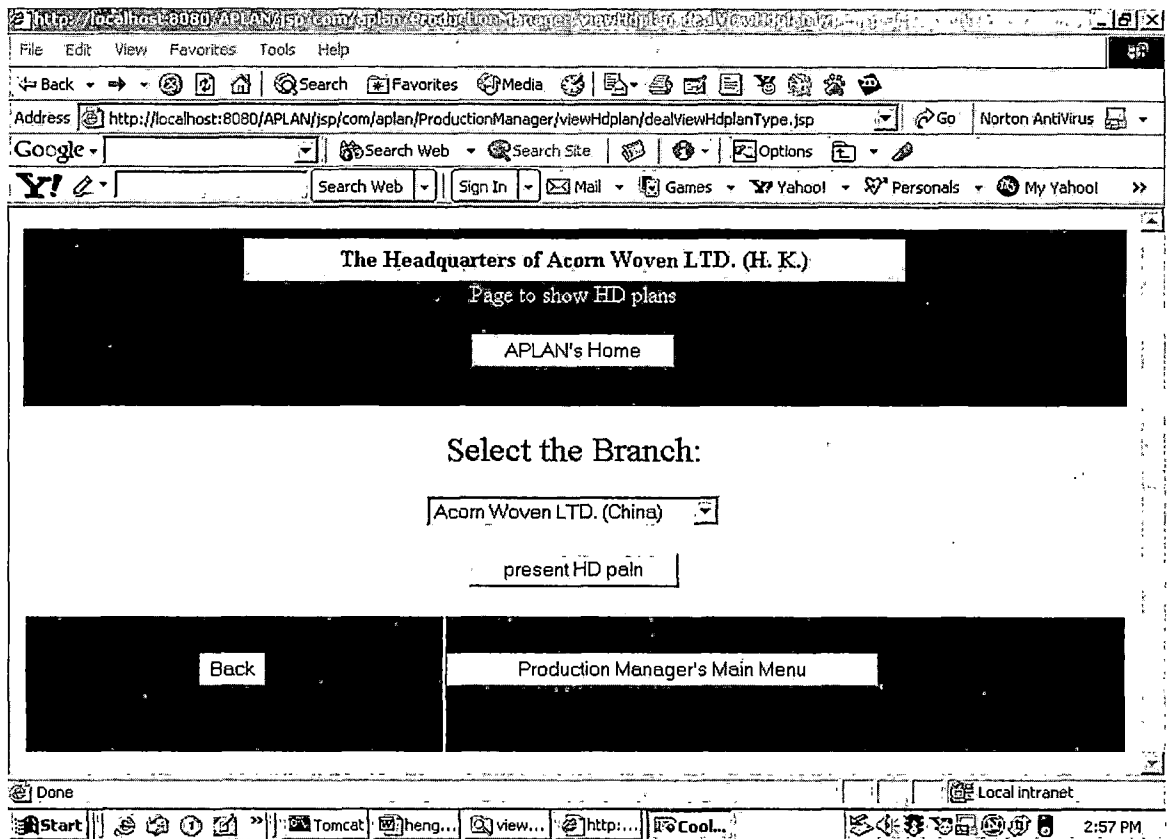 File Edit View Favorites Tools Help
Back Search Favorites Media
Address http://localhost:8080/APLAN/jsp/com/aplan/ProductionManager/viewHdplan/dealViewHdplanType.jsp Go Norton AntiVirus
Google Search Web Search Site Options
Y! Search Web Sign In Mail Games Yahoo! Personals My Yahoo! »
The Headquarters of Acorn Woven LTD. (H. K.)
Page to show HD plans
APLAN's Home
Select the Branch:
Acorn Woven LTD. (China)
present HD paln
Back Production Manager's Main Menu
Done Local intranet
Start » Tomcat heng... view... http:... Cool... 2:57 PM